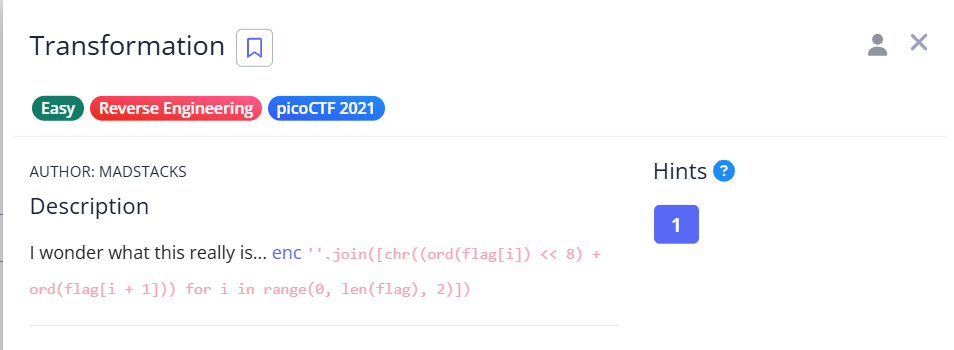 Transformation
Easy Reverse Engineering picoCTF 2021
AUTHOR: MADSTACKS
Description
I wonder what this really is... enc ''.join([chr((ord(flag[i]) << 8) +
ord(flag[i + 1])) for i in range(0, len(flag), 2)])
Hints ?
1